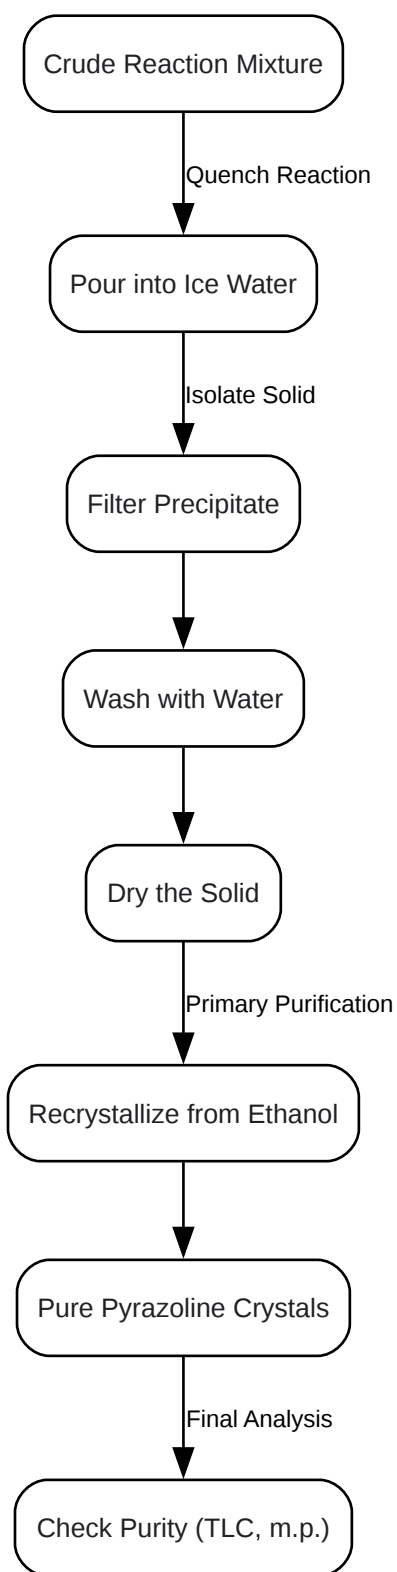 Crude Reaction Mixture
Quench Reaction
Pour into Ice Water
Isolate Solid
Filter Precipitate
Wash with Water
Dry the Solid
Primary Purification
Recrystallize from Ethanol
Pure Pyrazoline Crystals
Final Analysis
Check Purity (TLC, m.p.)